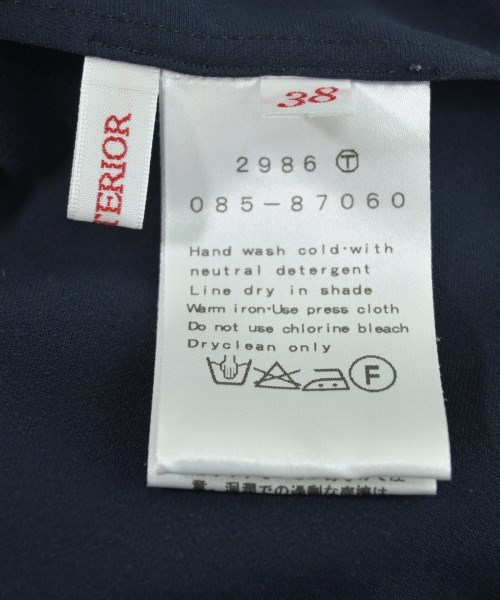 TERIOR
38
2986 Ⓣ
085-87060
Hand wash cold·with
neutral detergent
Line dry in shade
Warm iron·Use press cloth
Do not use chlorine bleach
Dryclean only
F